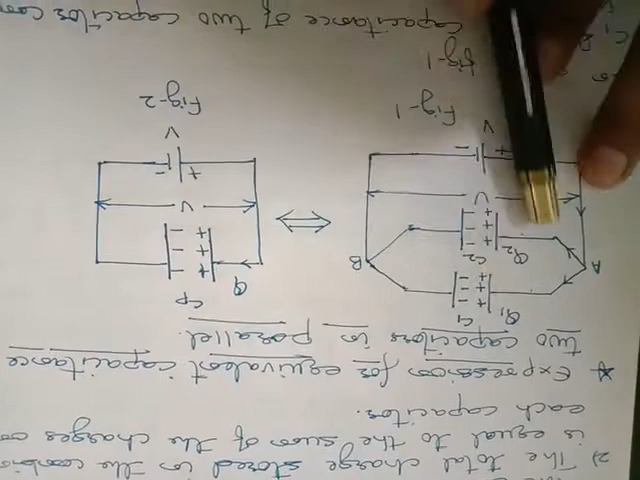 2) The total charge stored in the
is equal to the sum of the charges on
each capacitor.
* Expression for equivalent capacitance
two capacitors in parallel.
C1 Q1
A
B
C2 Q2
V
+ -
V
Fig-1
Cp Q
V
+ -
V
Fig-2
Fig-1
capacitance of two capacitors